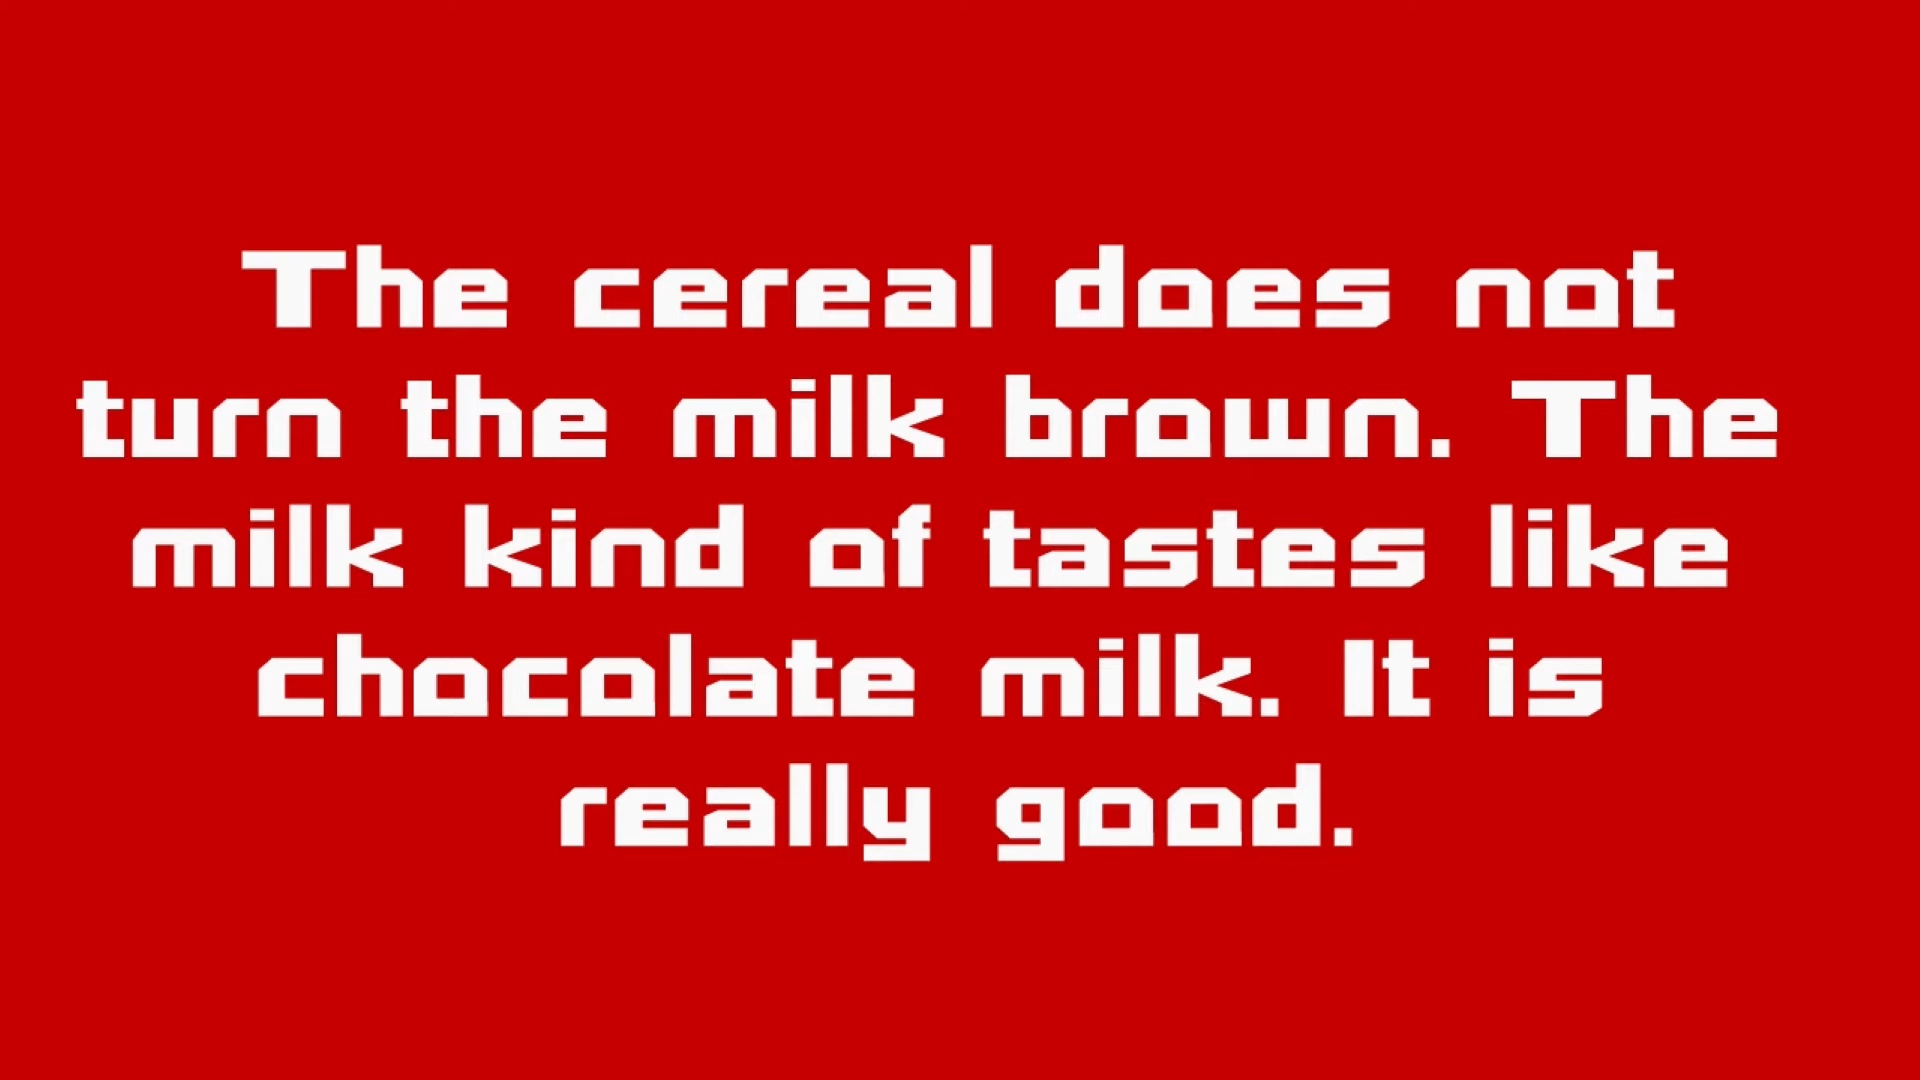 The cereal does not
turn the milk brown. The
milk kind of tastes like
chocolate milk. It is
really good.